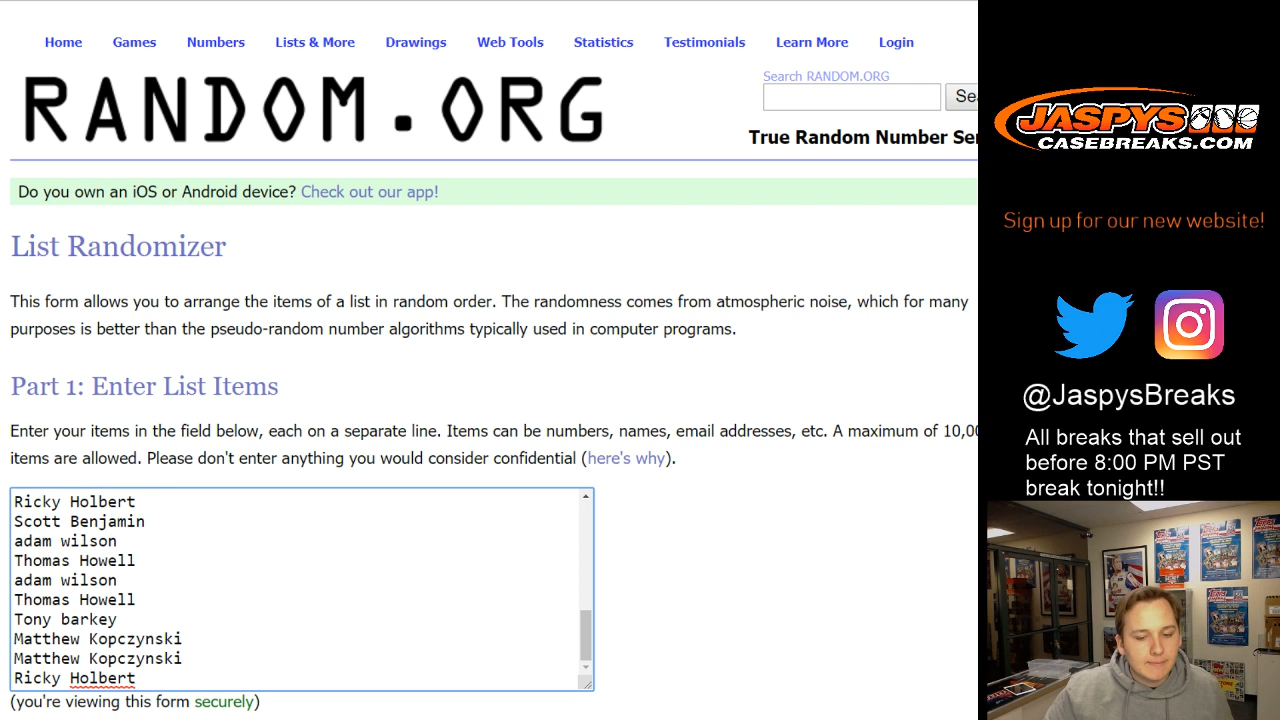 Home Games Numbers Lists & More Drawings Web Tools Statistics Testimonials Learn More Login
RANDOM.ORG
Search RANDOM.ORG
Sea
True Random Number Ser
Do you own an iOS or Android device? Check out our app!
List Randomizer
This form allows you to arrange the items of a list in random order. The randomness comes from atmospheric noise, which for many
purposes is better than the pseudo-random number algorithms typically used in computer programs.
Part 1: Enter List Items
Enter your items in the field below, each on a separate line. Items can be numbers, names, email addresses, etc. A maximum of 10,00
items are allowed. Please don't enter anything you would consider confidential (here's why).
Ricky Holbert
Scott Benjamin
adam wilson
Thomas Howell
adam wilson
Thomas Howell
Tony barkey
Matthew Kopczynski
Matthew Kopczynski
Ricky Holbert
(you're viewing this form securely)
JASPYS
CASEBREAKS.COM
Sign up for our new website!
@JaspysBreaks
All breaks that sell out
before 8:00 PM PST
break tonight!!
topps
topps
topps